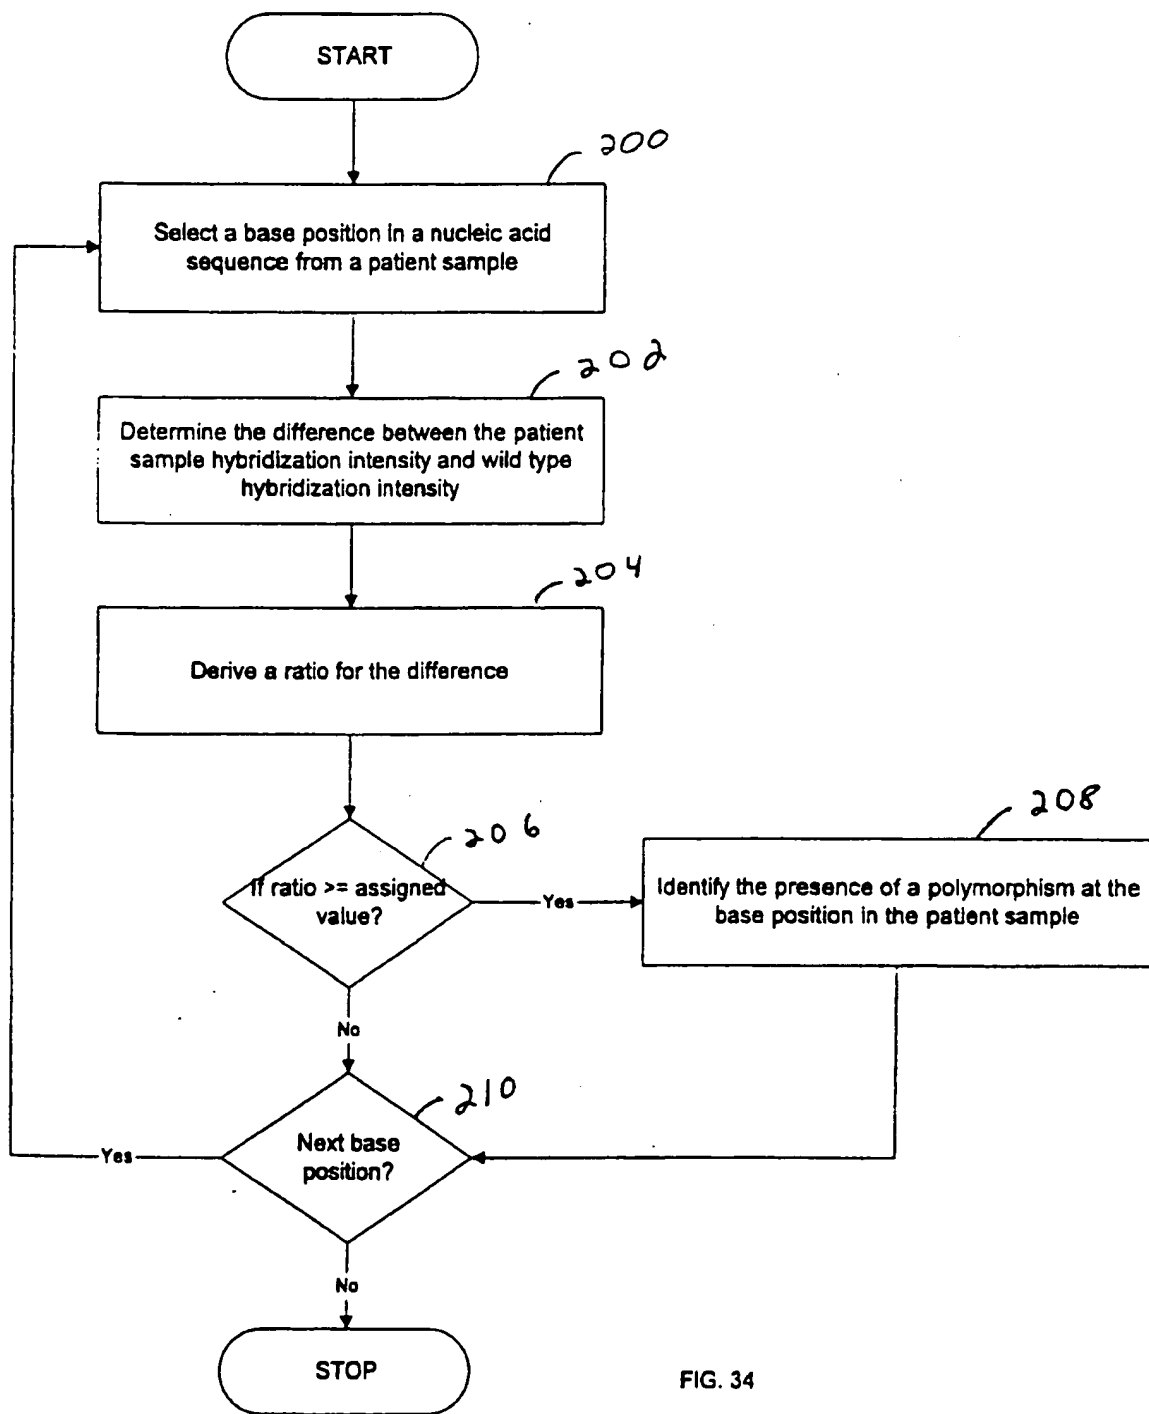 START
200
Select a base position in a nucleic acid
sequence from a patient sample
202
Determine the difference between the patient
sample hybridization intensity and wild type
hybridization intensity
204
Derive a ratio for the difference
206
If ratio >= assigned
value?
Yes
208
Identify the presence of a polymorphism at the
base position in the patient sample
No
210
Next base
position?
Yes
No
STOP
FIG. 34